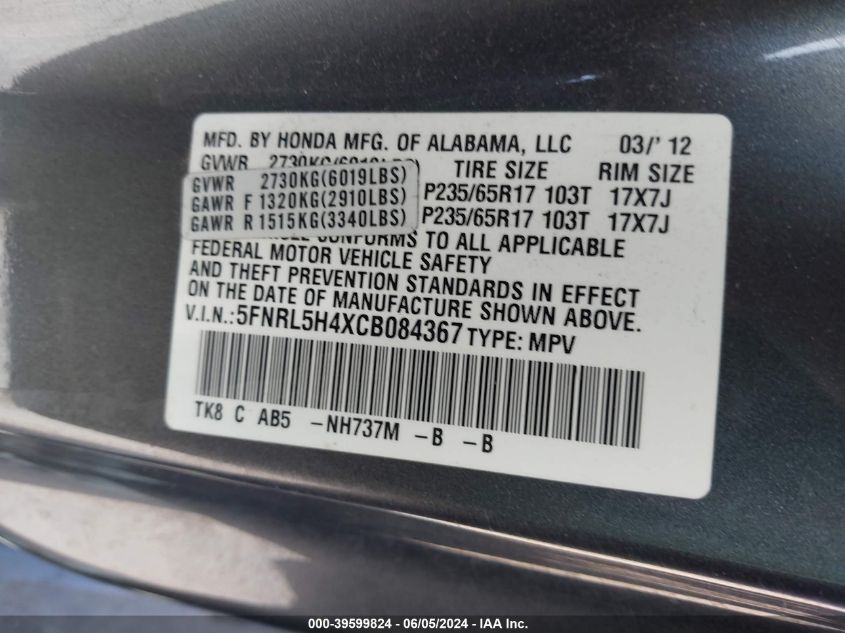 MFD. BY HONDA MFG. OF ALABAMA, LLC 03/' 12
GVWR 2730KG(6019LBS) TIRE SIZE RIM SIZE
GVWR 2730KG(6019LBS)
GAWR F 1320KG(2910LBS) P235/65R17 103T 17X7J
GAWR R 1515KG(3340LBS) P235/65R17 103T 17X7J
CONFORMS TO ALL APPLICABLE
FEDERAL MOTOR VEHICLE SAFETY
AND THEFT PREVENTION STANDARDS IN EFFECT
ON THE DATE OF MANUFACTURE SHOWN ABOVE.
V.I.N.:5FNRL5H4XCB084367 TYPE: MPV
TK8 C AB5 -NH737M -B -B
000-39599824 - 06/05/2024 - IAA Inc.